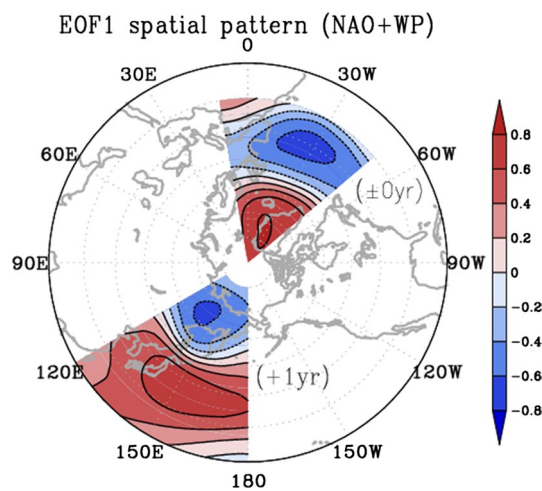 EOF1 spatial pattern (NAO+WP)
0
30E
30W
60E
60W
(±0yr)
90E
90W
120E
(+1yr)
120W
150E
150W
180
0.8
0.6
0.4
0.2
0
-0.2
-0.4
-0.6
-0.8